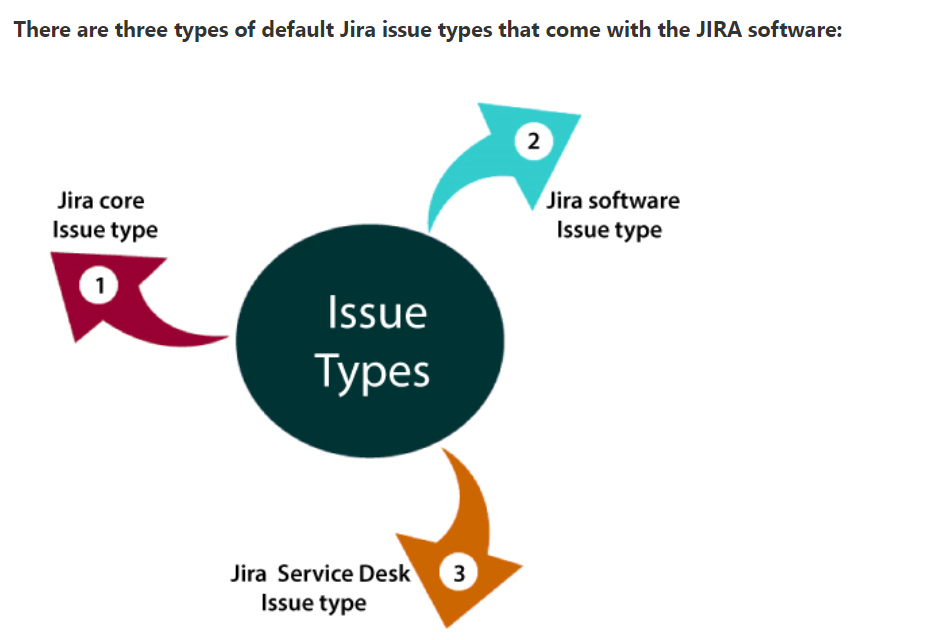 There are three types of default Jira issue types that come with the JIRA software:
Jira core
Issue type
1
2
Jira software
Issue type
Issue
Types
Jira Service Desk
Issue type
3